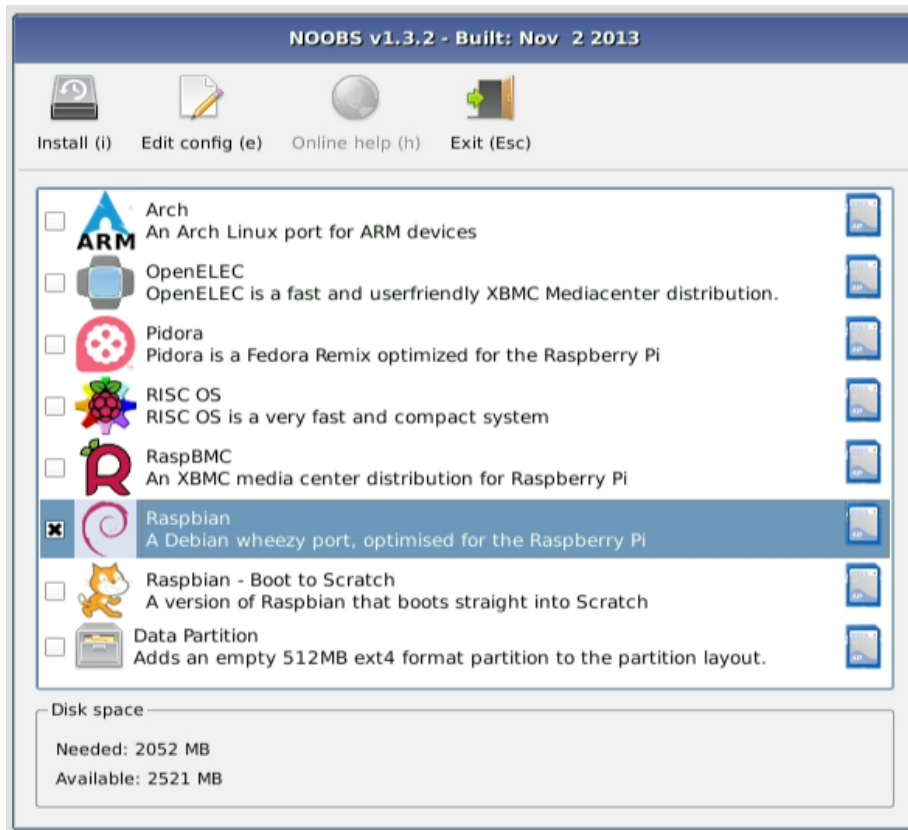 NOOBS v1.3.2 - Built: Nov  2 2013
Install (i) Edit config (e) Online help (h) Exit (Esc)
Arch
ARM An Arch Linux port for ARM devices
OpenELEC
OpenELEC is a fast and userfriendly XBMC Mediacenter distribution.
Pidora
Pidora is a Fedora Remix optimized for the Raspberry Pi
RISC OS
RISC OS is a very fast and compact system
RaspBMC
An XBMC media center distribution for Raspberry Pi
Raspbian
A Debian wheezy port, optimised for the Raspberry Pi
Raspbian - Boot to Scratch
A version of Raspbian that boots straight into Scratch
Data Partition
Adds an empty 512MB ext4 format partition to the partition layout.
Disk space
Needed: 2052 MB
Available: 2521 MB